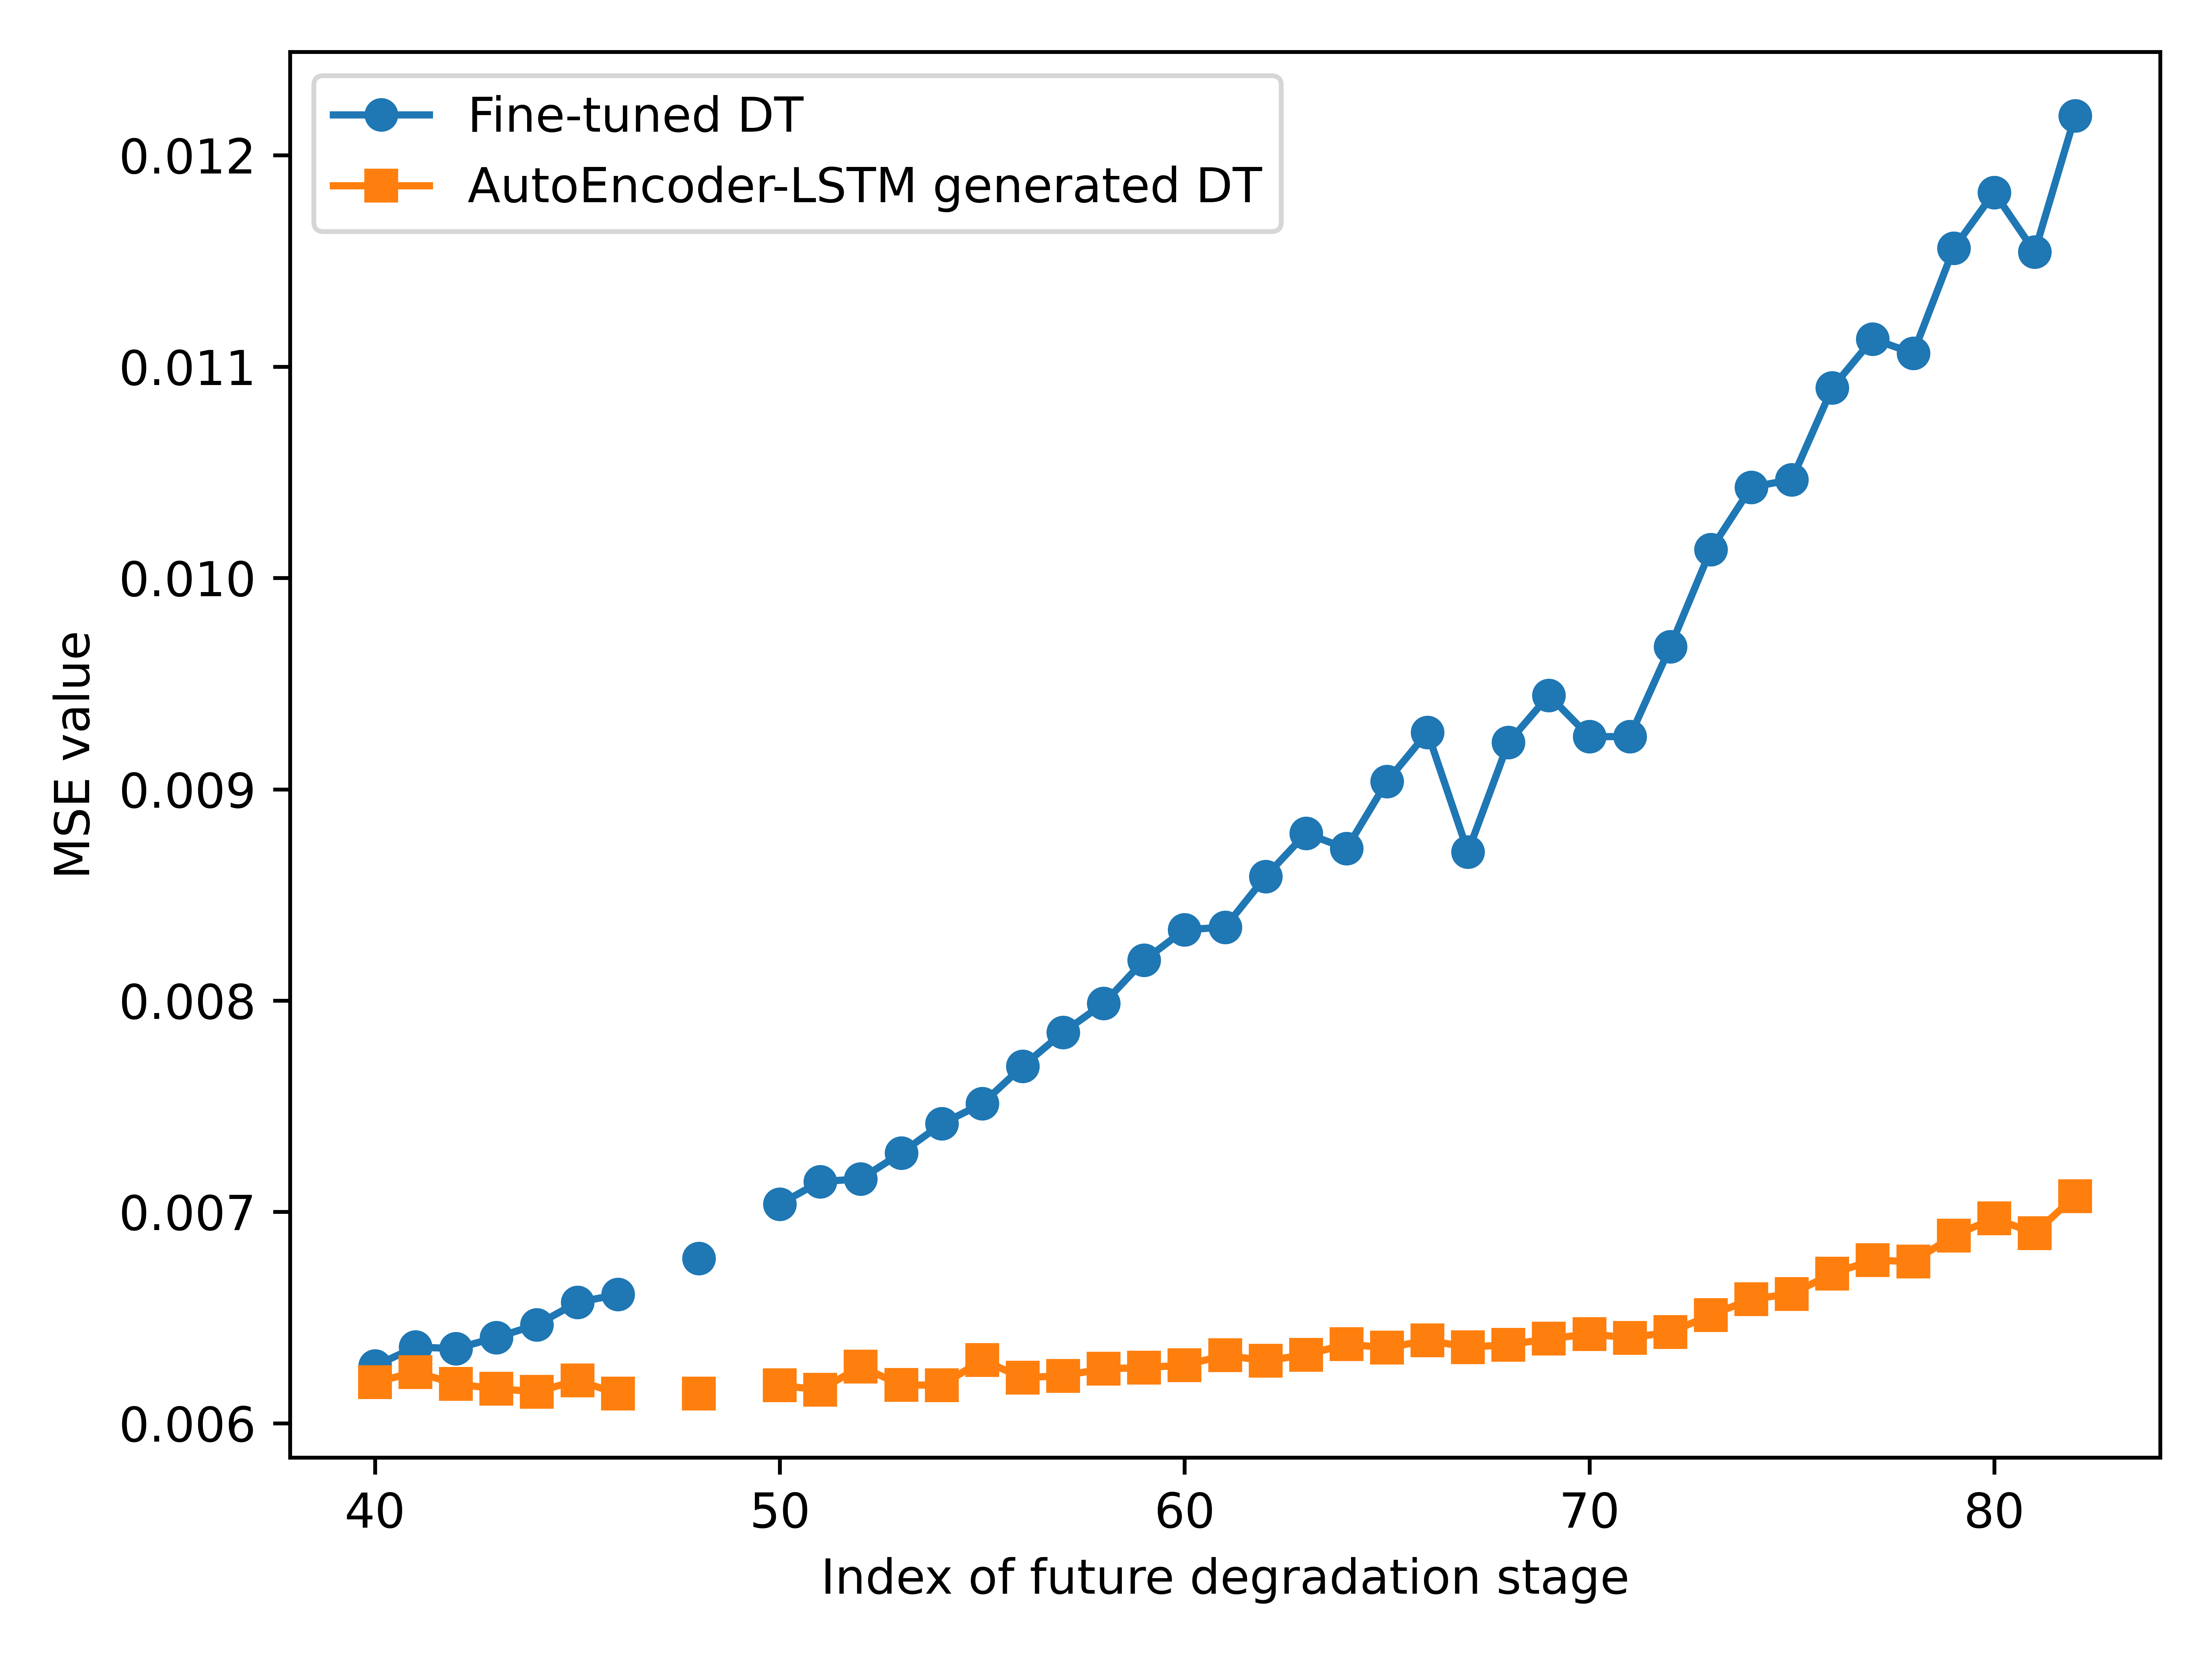 Fine-tuned DT
AutoEncoder-LSTM generated DT
0.012
0.011
0.010
0.009
0.008
0.007
0.006
MSE value
40 50 60 70 80
Index of future degradation stage